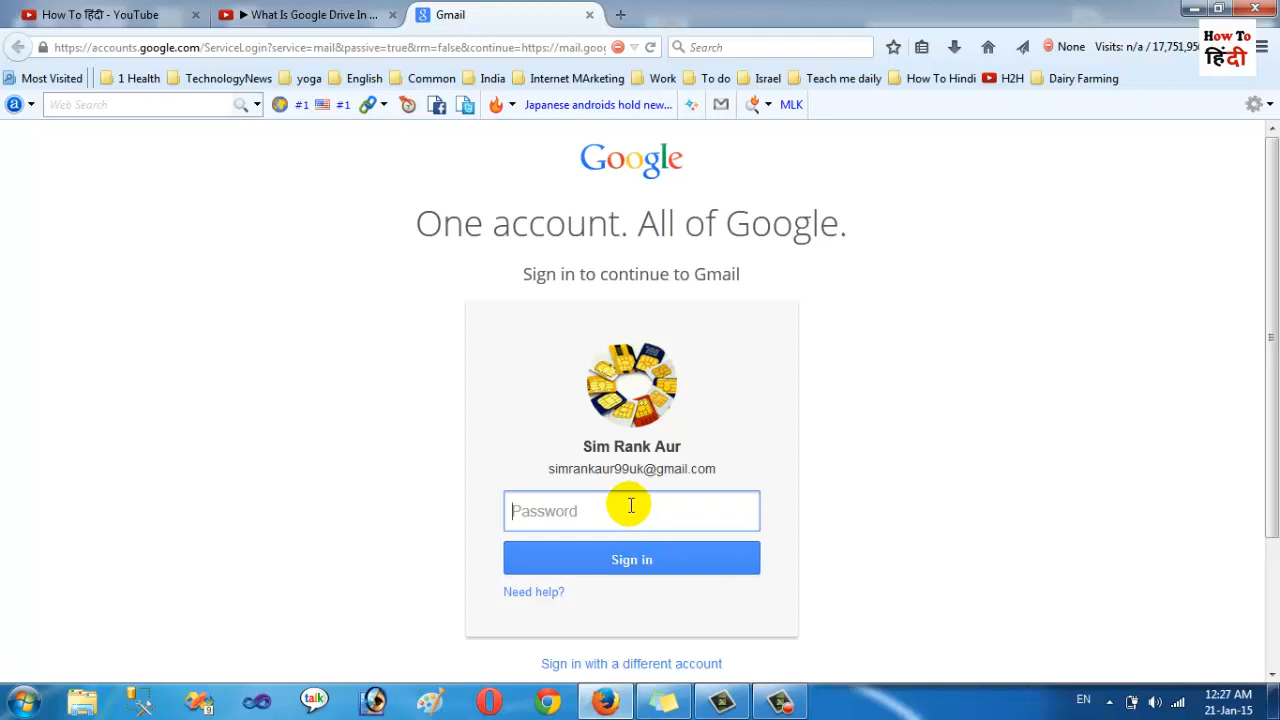 How To हिंदी - YouTube
▶ What Is Google Drive In ...
Gmail
https://accounts.google.com/ServiceLogin?service=mail&passive=true&rm=false&continue=https://mail.goo
Search
None
Visits: n/a / 17,751,95
How To
हिंदी
Most Visited
1 Health
TechnologyNews
yoga
English
Common
India
Internet MArketing
Work
To do
Israel
Teach me daily
How To Hindi
H2H
Dairy Farming
Web Search
#1
#1
Japanese androids hold new...
MLK
Google
One account. All of Google.
Sign in to continue to Gmail
Sim Rank Aur
simrankaur99uk@gmail.com
Password
Sign in
Need help?
Sign in with a different account
talk
EN
12:27 AM
21-Jan-15